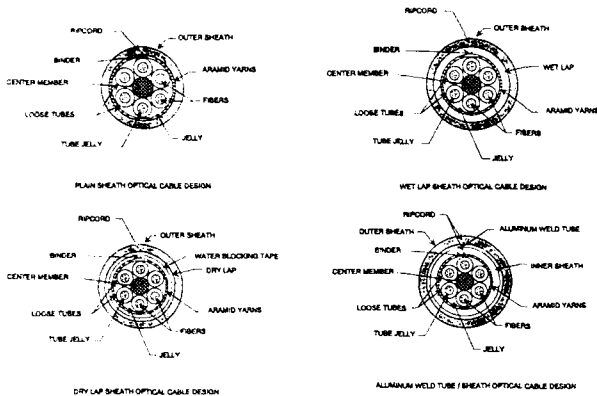 RIPCORD
OUTER SHEATH
BINDER
CENTER MEMBER
ARAMID YARNS
FIBERS
LOOSE TUBES
TUBE JELLY
JELLY
PLAIN SHEATH OPTICAL CABLE DESIGN
RIPCORD
OUTER SHEATH
BINDER
WET LAP
CENTER MEMBER
LOOSE TUBES
ARAMID YARNS
FIBERS
TUBE JELLY
JELLY
WET LAP SHEATH OPTICAL CABLE DESIGN
RIPCORD
OUTER SHEATH
BINDER
WATER BLOCKING TAPE
DRY LAP
CENTER MEMBER
LOOSE TUBES
ARAMID YARNS
FIBERS
TUBE JELLY
JELLY
DRY LAP SHEATH OPTICAL CABLE DESIGN
RIPCORD
OUTER SHEATH
ALUMINUM WELD TUBE
BINDER
INNER SHEATH
CENTER MEMBER
LOOSE TUBES
ARAMID YARNS
FIBERS
TUBE JELLY
JELLY
ALUMINUM WELD TUBE / SHEATH OPTICAL CABLE DESIGN